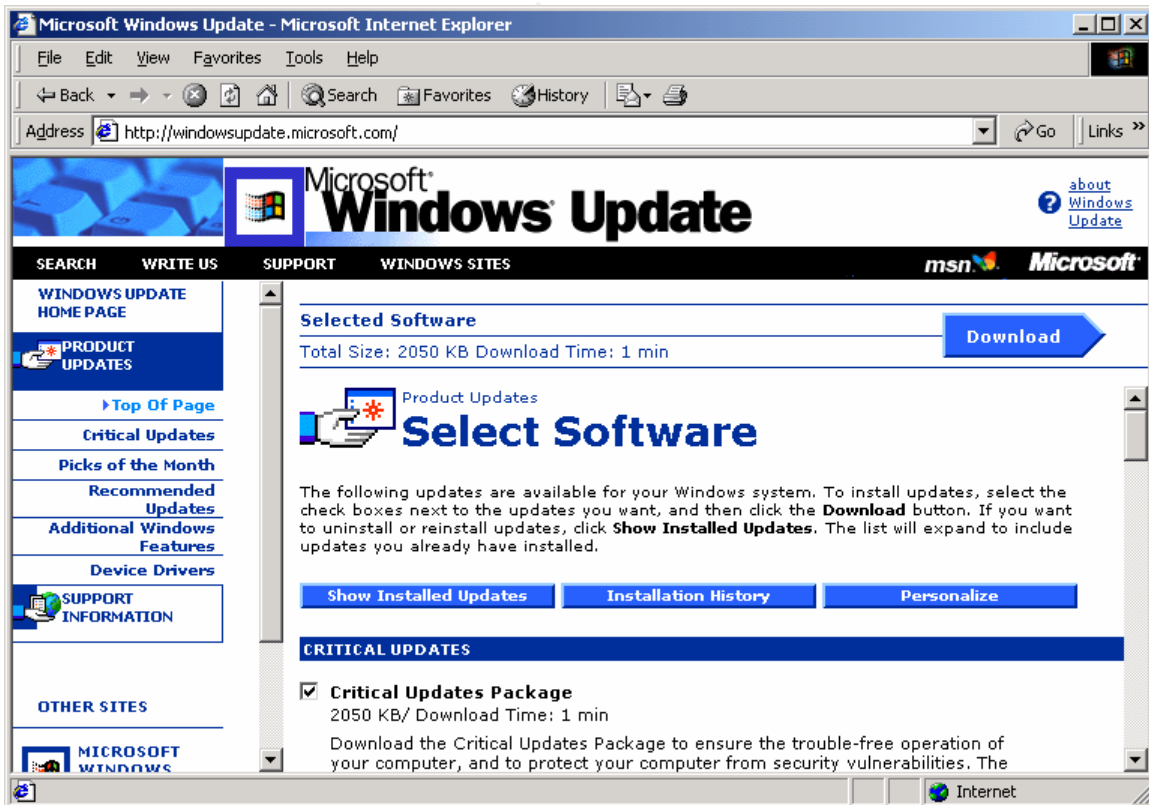 Microsoft Windows Update - Microsoft Internet Explorer
File Edit View Favorites Tools Help
Back Search Favorites History
Address http://windowsupdate.microsoft.com/ Go Links »
Microsoft
Windows Update
about
Windows
Update
SEARCH WRITE US SUPPORT WINDOWS SITES msn Microsoft
WINDOWS UPDATE
HOME PAGE
PRODUCT
UPDATES
Top Of Page
Critical Updates
Picks of the Month
Recommended
Updates
Additional Windows
Features
Device Drivers
SUPPORT
INFORMATION
OTHER SITES
MICROSOFT
WINDOWS
Selected Software
Total Size: 2050 KB Download Time: 1 min
Download
Product Updates
Select Software
The following updates are available for your Windows system. To install updates, select the
check boxes next to the updates you want, and then click the Download button. If you want
to uninstall or reinstall updates, click Show Installed Updates. The list will expand to include
updates you already have installed.
Show Installed Updates Installation History Personalize
CRITICAL UPDATES
Critical Updates Package
2050 KB/ Download Time: 1 min
Download the Critical Updates Package to ensure the trouble-free operation of
your computer, and to protect your computer from security vulnerabilities. The
Internet